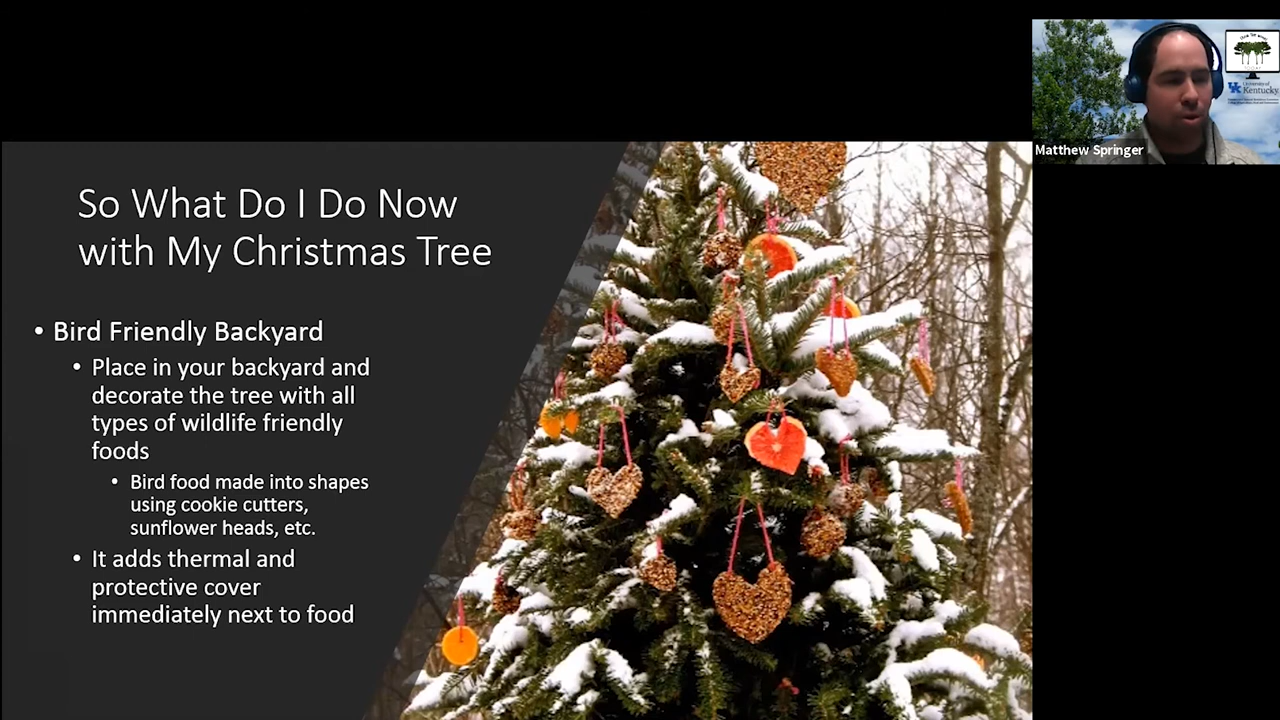 So What Do I Do Now
with My Christmas Tree
• Bird Friendly Backyard
• Place in your backyard and
decorate the tree with all
types of wildlife friendly
foods
• Bird food made into shapes
using cookie cutters,
sunflower heads, etc.
• It adds thermal and
protective cover
immediately next to food
Matthew Springer
UK
University of
Kentucky